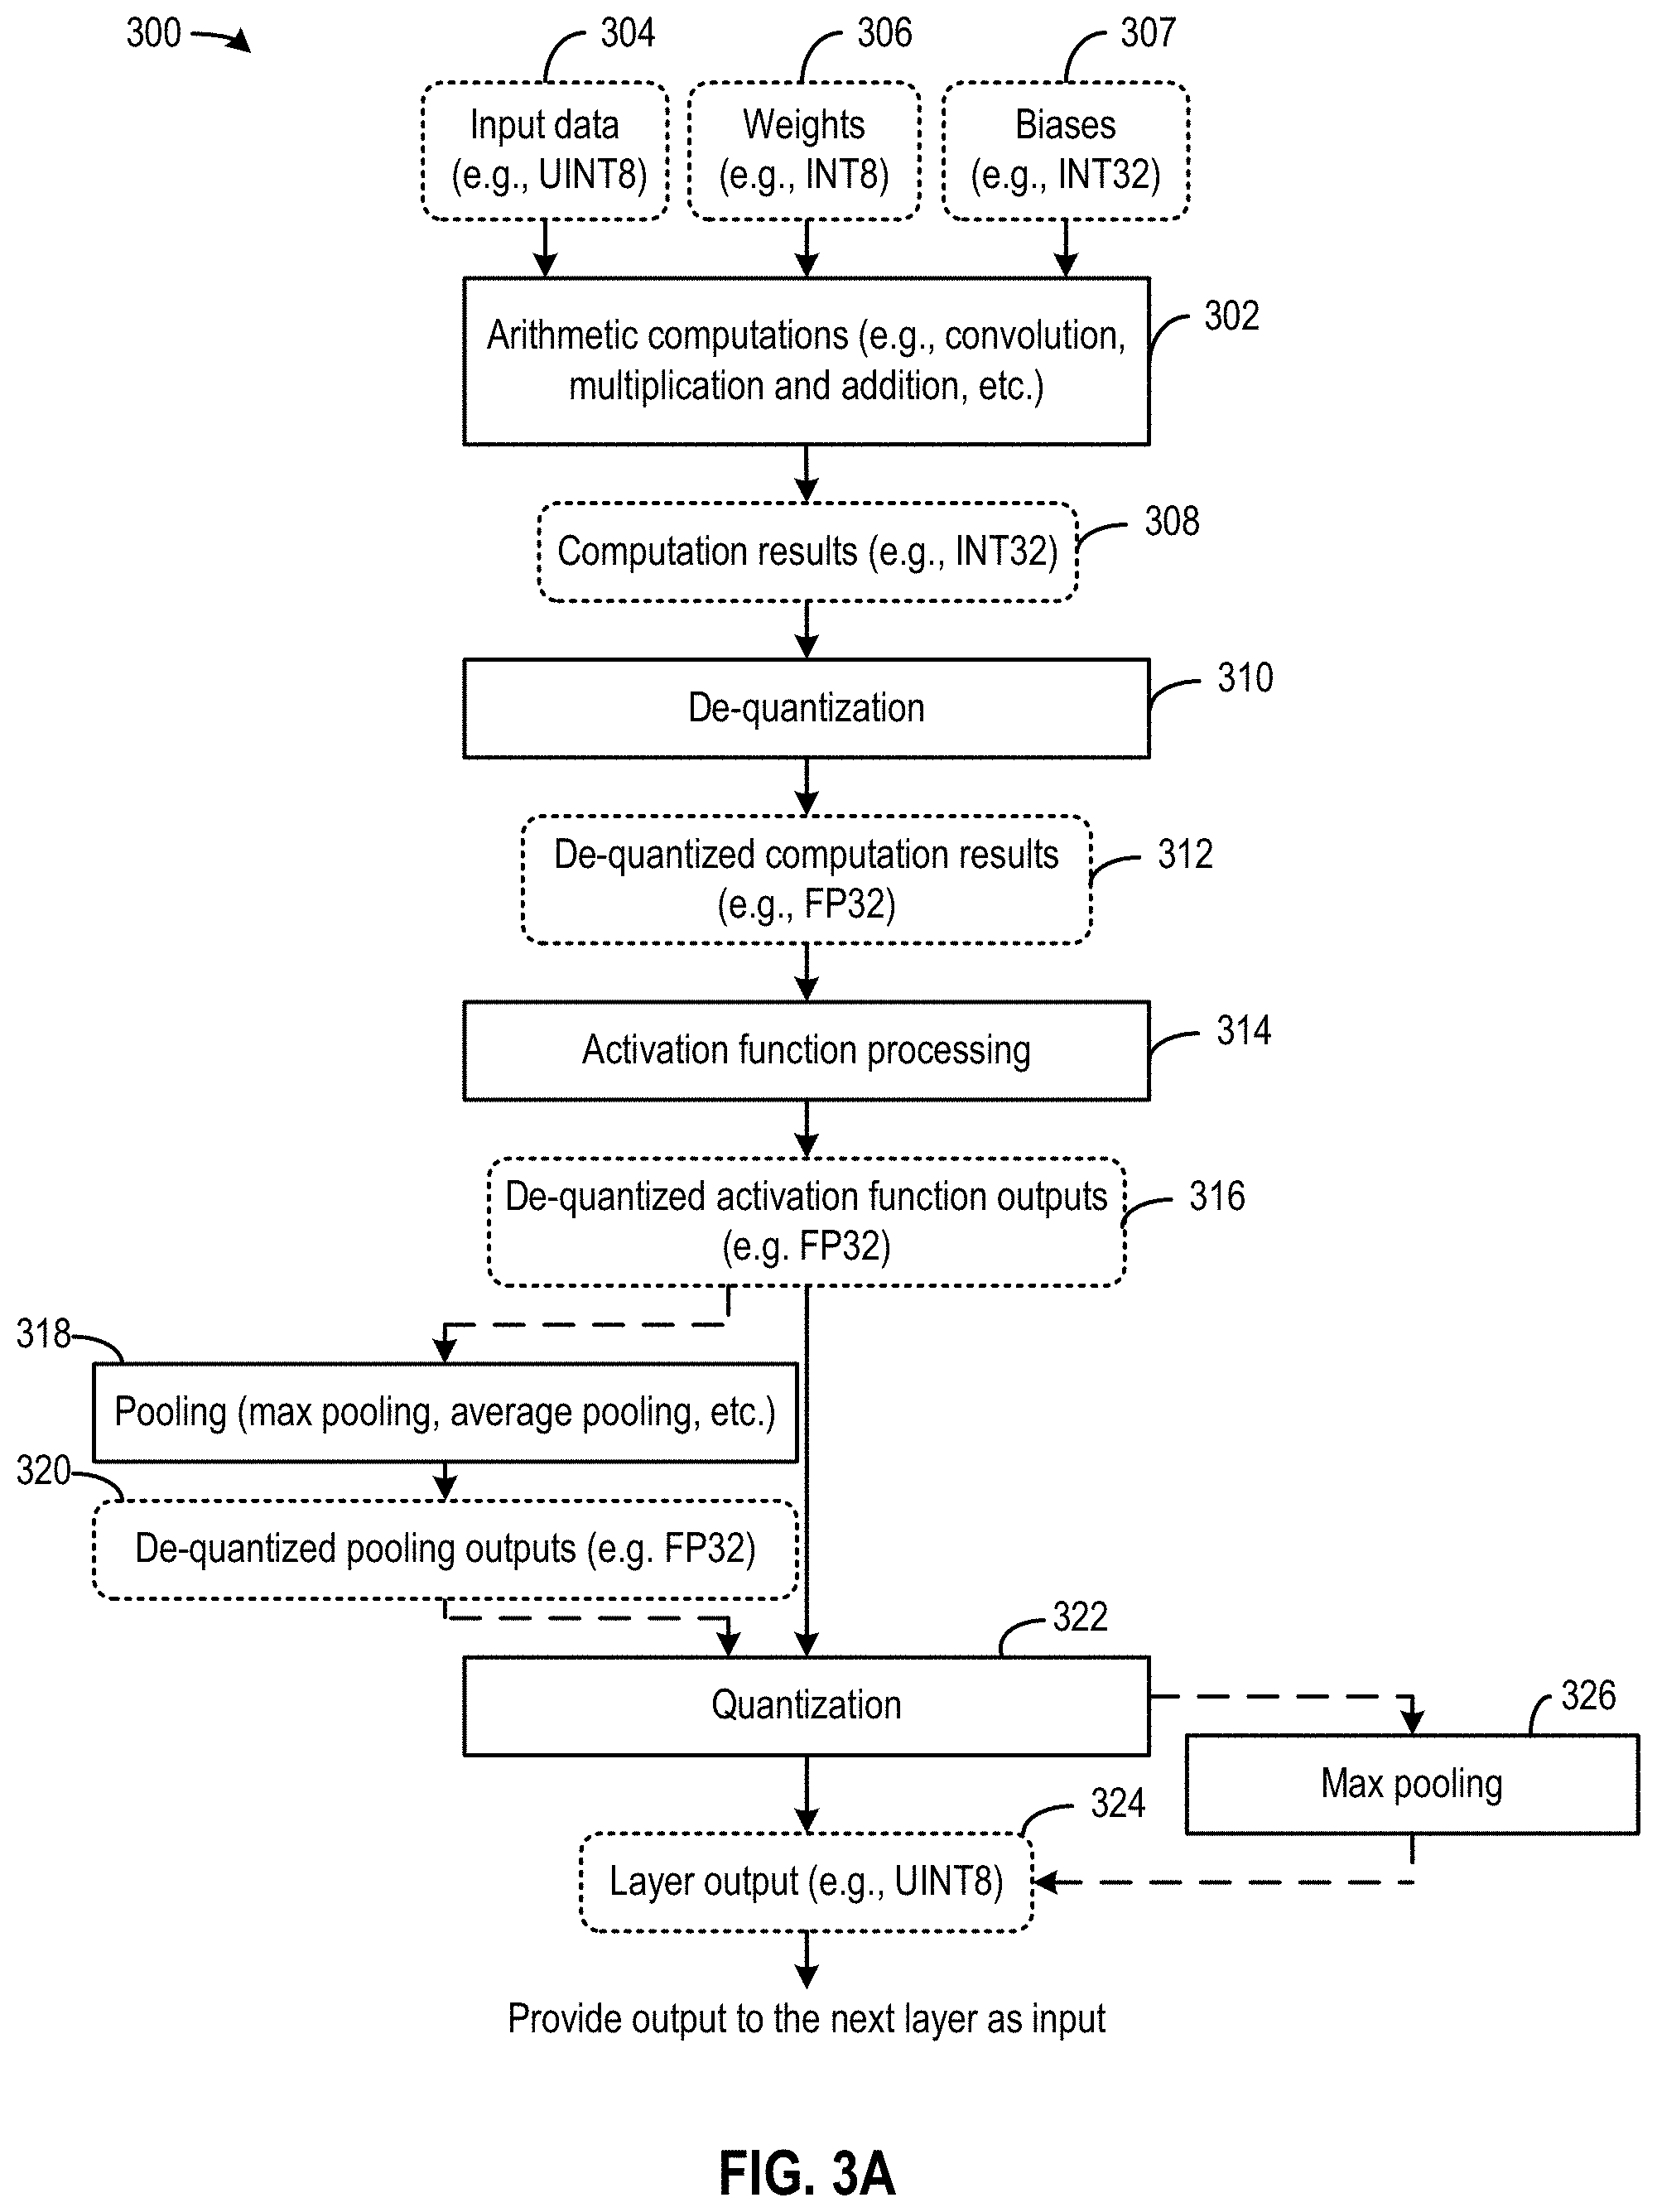 300
304
306
307
Input data
(e.g., UINT8)
Weights
(e.g., INT8)
Biases
(e.g., INT32)
302
Arithmetic computations (e.g., convolution,
multiplication and addition, etc.)
308
Computation results (e.g., INT32)
310
De-quantization
312
De-quantized computation results
(e.g., FP32)
314
Activation function processing
316
De-quantized activation function outputs
(e.g. FP32)
318
Pooling (max pooling, average pooling, etc.)
320
De-quantized pooling outputs (e.g. FP32)
322
Quantization
326
Max pooling
324
Layer output (e.g., UINT8)
Provide output to the next layer as input
FIG. 3A